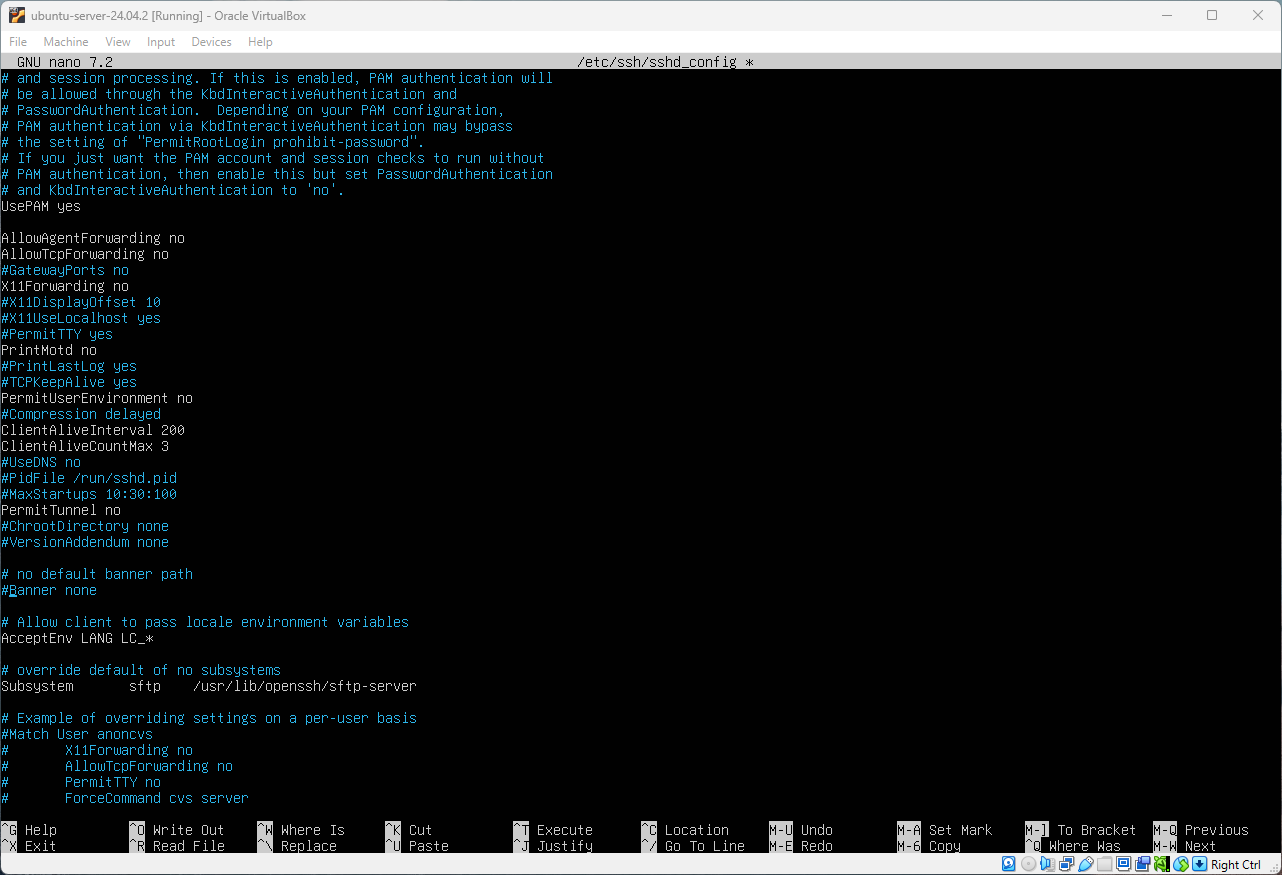 ubuntu-server-24.04.2 [Running] - Oracle VirtualBox
File Machine View Input Devices Help
GNU nano 7.2 /etc/ssh/sshd_config *
# and session processing. If this is enabled, PAM authentication will
# be allowed through the KbdInteractiveAuthentication and
# PasswordAuthentication.  Depending on your PAM configuration,
# PAM authentication via KbdInteractiveAuthentication may bypass
# the setting of "PermitRootLogin prohibit-password".
# If you just want the PAM account and session checks to run without
# PAM authentication, then enable this but set PasswordAuthentication
# and KbdInteractiveAuthentication to 'no'.
UsePAM yes
AllowAgentForwarding no
AllowTcpForwarding no
#GatewayPorts no
X11Forwarding no
#X11DisplayOffset 10
#X11UseLocalhost yes
#PermitTTY yes
PrintMotd no
#PrintLastLog yes
#TCPKeepAlive yes
PermitUserEnvironment no
#Compression delayed
ClientAliveInterval 200
ClientAliveCountMax 3
#UseDNS no
#PidFile /run/sshd.pid
#MaxStartups 10:30:100
PermitTunnel no
#ChrootDirectory none
#VersionAddendum none
# no default banner path
#Banner none
# Allow client to pass locale environment variables
AcceptEnv LANG LC_*
# override default of no subsystems
Subsystem       sftp    /usr/lib/openssh/sftp-server
# Example of overriding settings on a per-user basis
#Match User anoncvs
#       X11Forwarding no
#       AllowTcpForwarding no
#       PermitTTY no
#       ForceCommand cvs server
^G Help ^O Write Out ^W Where Is ^K Cut ^T Execute ^C Location M-U Undo M-A Set Mark M-] To Bracket M-Q Previous
^X Exit ^R Read File ^\ Replace ^U Paste ^J Justify ^/ Go To Line M-E Redo M-6 Copy ^Q Where Was M-W Next
Right Ctrl